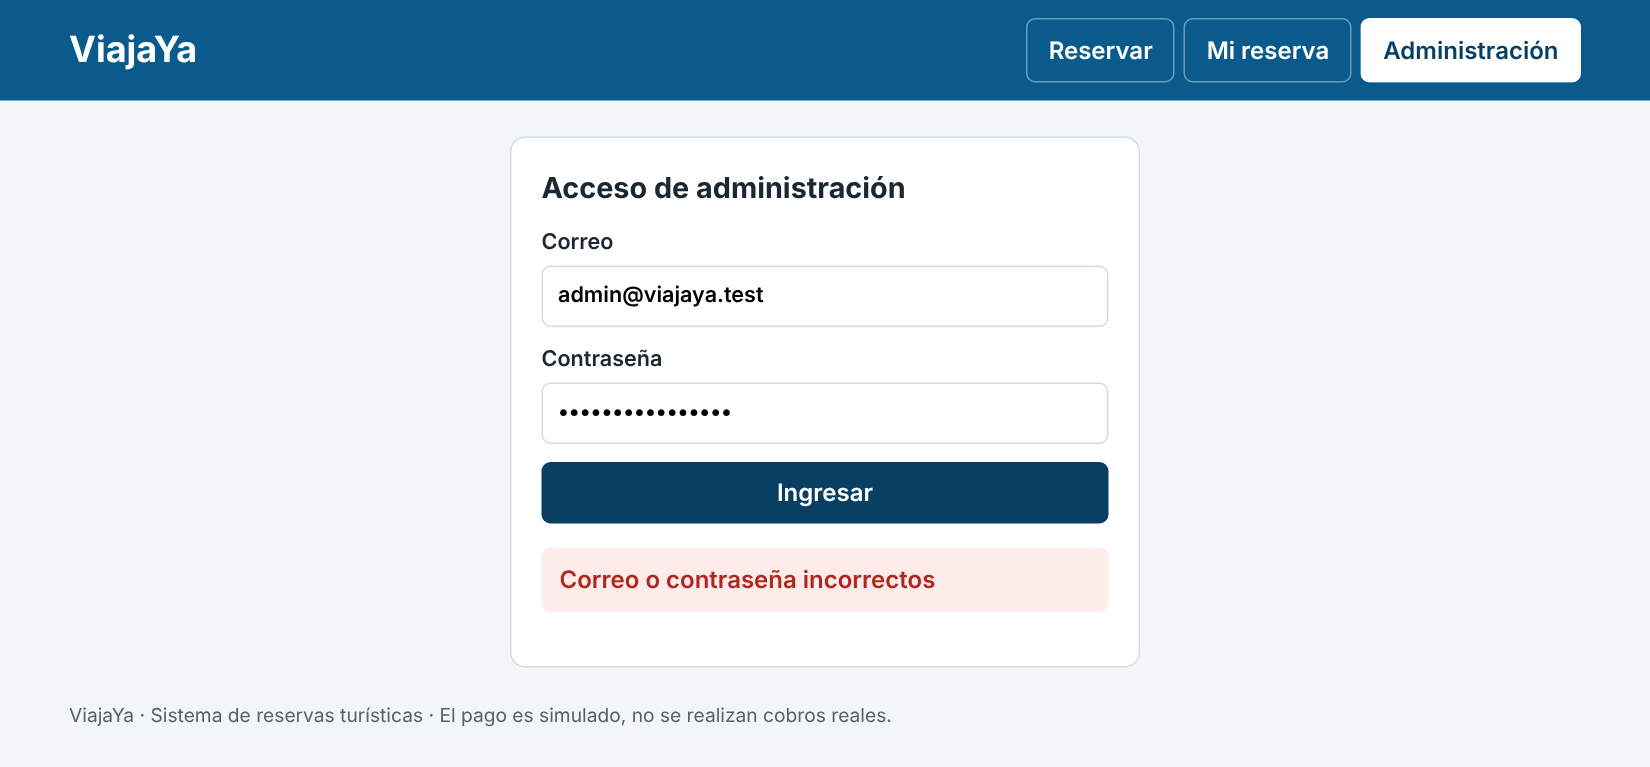 ViajaYa
Reservar
Mi reserva
Administración
Acceso de administración
Correo
admin@viajaya.test
Contraseña
••••••••••••••••
Ingresar
Correo o contraseña incorrectos
ViajaYa · Sistema de reservas turísticas · El pago es simulado, no se realizan cobros reales.